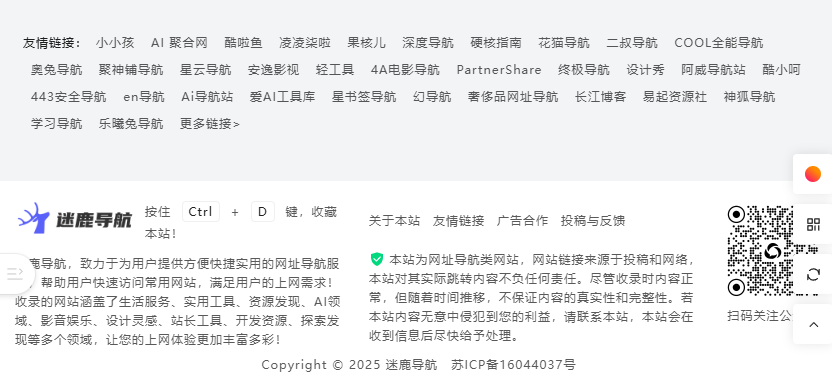 友情链接： 小小孩 AI 聚合网 酷啦鱼 凌凌柒啦 果核儿 深度导航 硬核指南 花猫导航 二叔导航 COOL全能导航
奥兔导航 聚神铺导航 星云导航 安逸影视 轻工具 4A电影导航 PartnerShare 终极导航 设计秀 阿威导航站 酷小呵
443安全导航 en导航 Ai导航站 爱AI工具库 星书签导航 幻导航 奢侈品网址导航 长江博客 易起资源社 神狐导航
学习导航 乐曦兔导航 更多链接>
迷鹿导航
按住 Ctrl + D 键，收藏
本站！
鹿导航，致力于为用户提供方便快捷实用的网址导航服
，帮助用户快速访问常用网站，满足用户的上网需求！
收录的网站涵盖了生活服务、实用工具、资源发现、AI领
域、影音娱乐、设计灵感、站长工具、开发资源、探索发
现等多个领域，让您的上网体验更加丰富多彩！
关于本站 友情链接 广告合作 投稿与反馈
本站为网址导航类网站，网站链接来源于投稿和网络，
本站对其实际跳转内容不负任何责任。尽管收录时内容正
常，但随着时间推移，不保证内容的真实性和完整性。若
本站内容无意中侵犯到您的利益，请联系本站，本站会在
收到信息后尽快给予处理。
扫码关注公
Copyright © 2025 迷鹿导航 苏ICP备16044037号